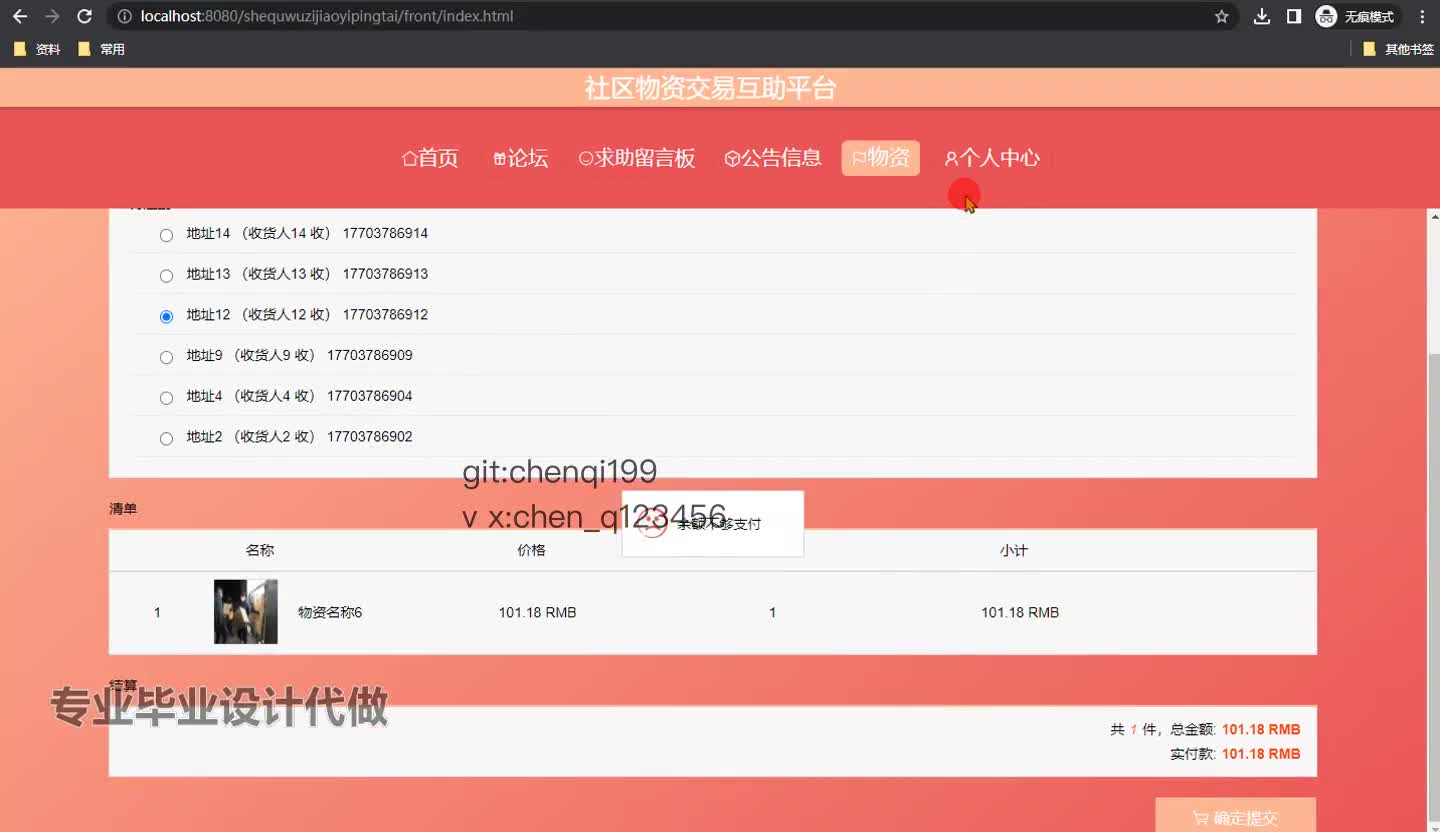 localhost:8080/shequwuzijiaoyipingtai/front/index.html
无痕模式
资料
常用
其他书签
社区物资交易互助平台
首页
论坛
求助留言板
公告信息
物资
个人中心
地址14 （收货人14 收） 17703786914
地址13 （收货人13 收） 17703786913
地址12 （收货人12 收） 17703786912
地址9 （收货人9 收） 17703786909
地址4 （收货人4 收） 17703786904
地址2 （收货人2 收） 17703786902
git:chenqi199
清单
v x:chen_q123456
余额不够支付
名称 价格 小计
1 物资名称6 101.18 RMB 1 101.18 RMB
结算
专业毕业设计代做
共 1 件，总金额: 101.18 RMB
实付款: 101.18 RMB
确定提交